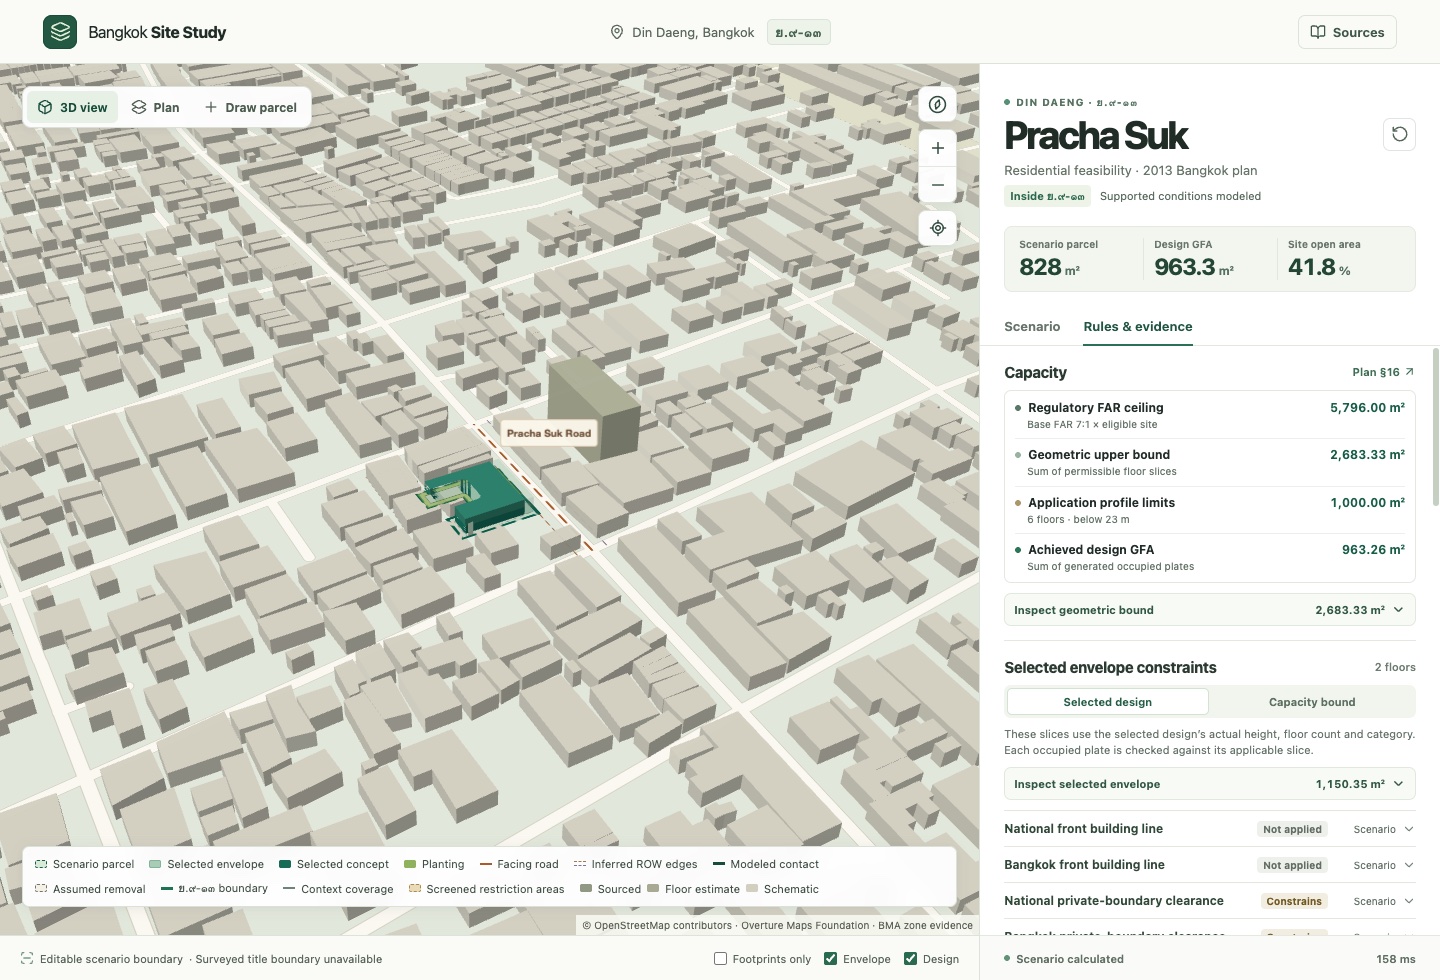 Bangkok Site Study
Din Daeng, Bangkok ย.๙-๑๓
Sources
3D view Plan Draw parcel
Pracha Suk Road
Scenario parcel Selected envelope Selected concept Planting Facing road Inferred ROW edges Modeled contact
Assumed removal ย.๙-๑๓ boundary Context coverage Screened restriction areas Sourced Floor estimate Schematic
© OpenStreetMap contributors · Overture Maps Foundation · BMA zone evidence
Editable scenario boundary · Surveyed title boundary unavailable
Footprints only Envelope Design
DIN DAENG · ย.๙-๑๓
Pracha Suk
Residential feasibility · 2013 Bangkok plan
Inside ย.๙-๑๓ Supported conditions modeled
Scenario parcel Design GFA Site open area
828 m² 963.3 m² 41.8 %
Scenario Rules & evidence
Capacity Plan §16
Regulatory FAR ceiling 5,796.00 m²
Base FAR 7:1 × eligible site
Geometric upper bound 2,683.33 m²
Sum of permissible floor slices
Application profile limits 1,000.00 m²
6 floors · below 23 m
Achieved design GFA 963.26 m²
Sum of generated occupied plates
Inspect geometric bound 2,683.33 m²
Selected envelope constraints 2 floors
Selected design Capacity bound
These slices use the selected design's actual height, floor count and category.
Each occupied plate is checked against its applicable slice.
Inspect selected envelope 1,150.35 m²
National front building line Not applied Scenario
Bangkok front building line Not applied Scenario
National private-boundary clearance Constrains Scenario
Scenario calculated 158 ms